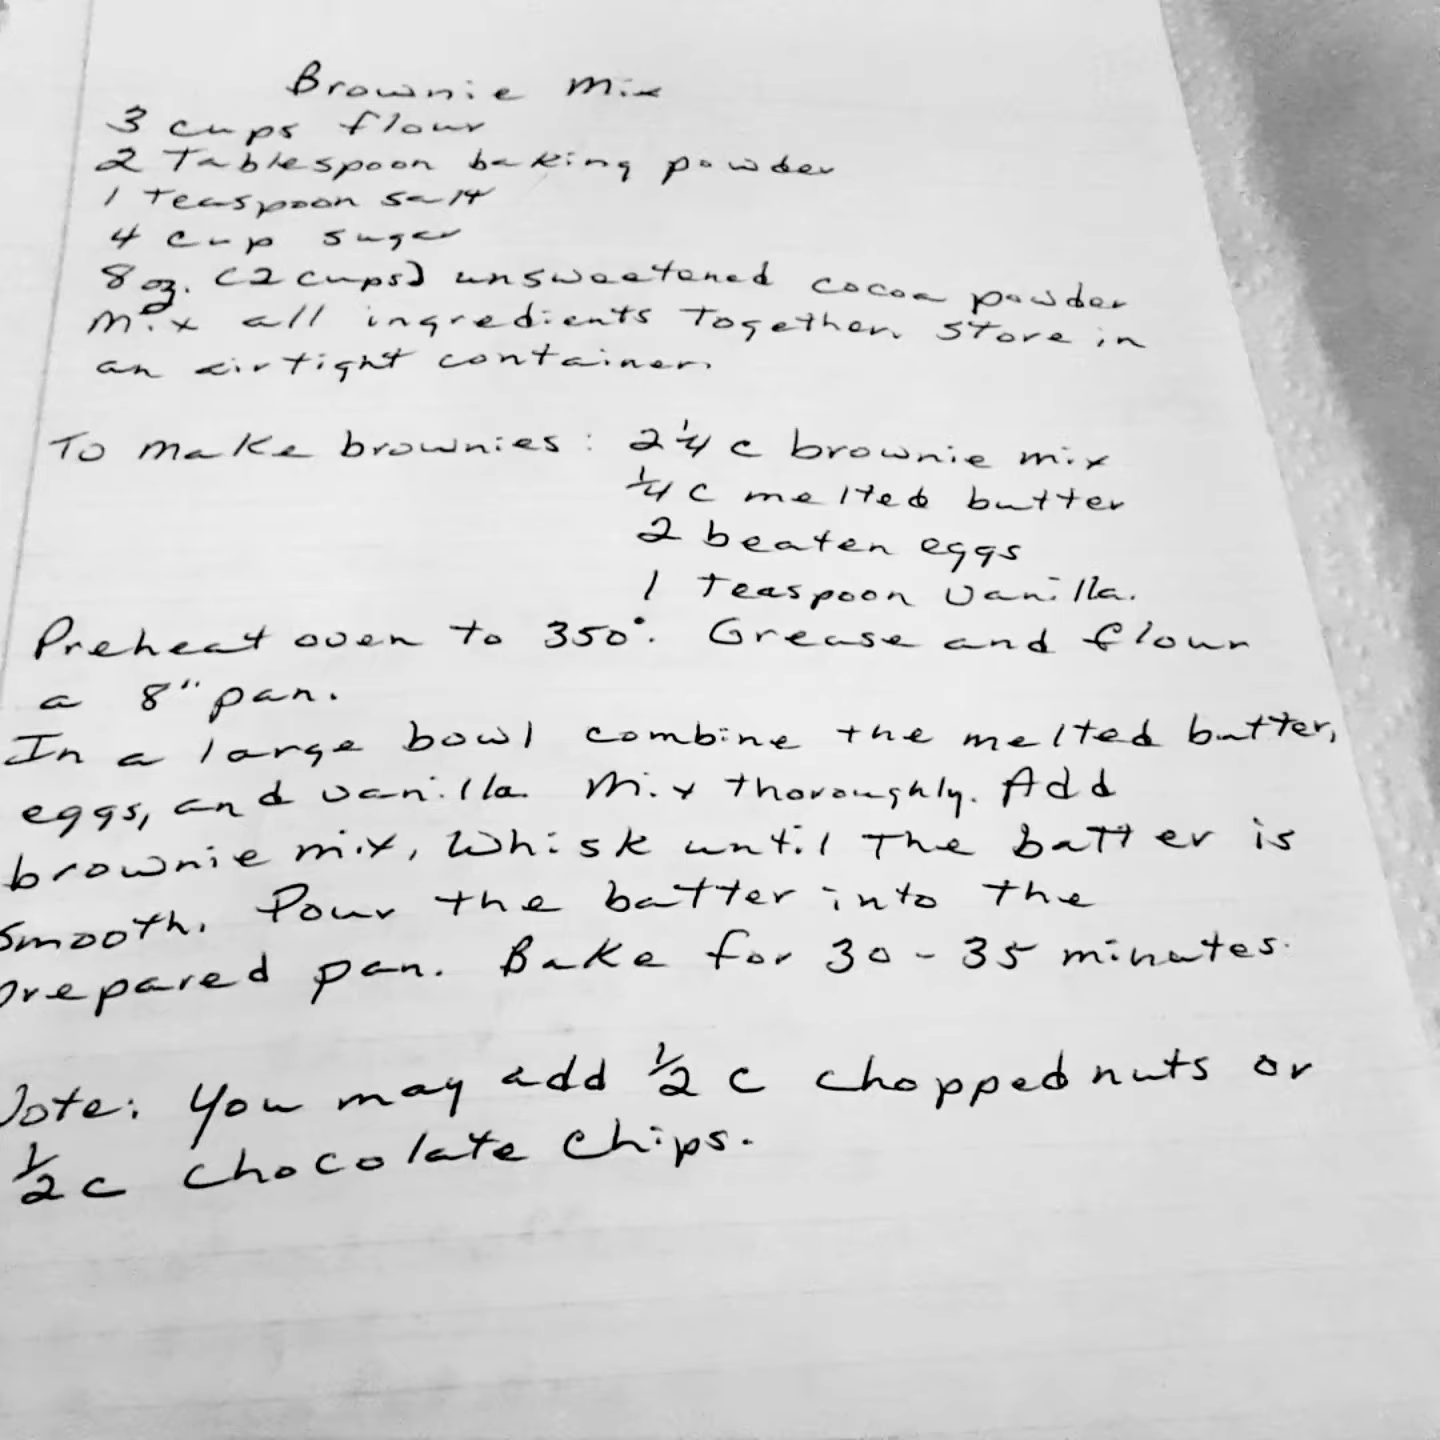 Brownie Mix
3 cups flour
2 Tablespoon baking powder
1 teaspoon salt
4 cup sugar
8 oz. (2 cups) unsweetened cocoa powder
Mix all ingredients Together. Store in
an airtight container.
To make brownies: 2 1/4 c brownie mix
1/4 c melted butter
2 beaten eggs
1 teaspoon vanilla.
Preheat oven to 350°. Grease and flour
a 8" pan.
In a large bowl combine the melted butter,
eggs, and vanilla. Mix thoroughly. Add
brownie mix, Whisk until The batter is
smooth. Pour the batter into the
prepared pan. Bake for 30 - 35 minutes.
Note: You may add 1/2 c chopped nuts or
1/2 c chocolate chips.